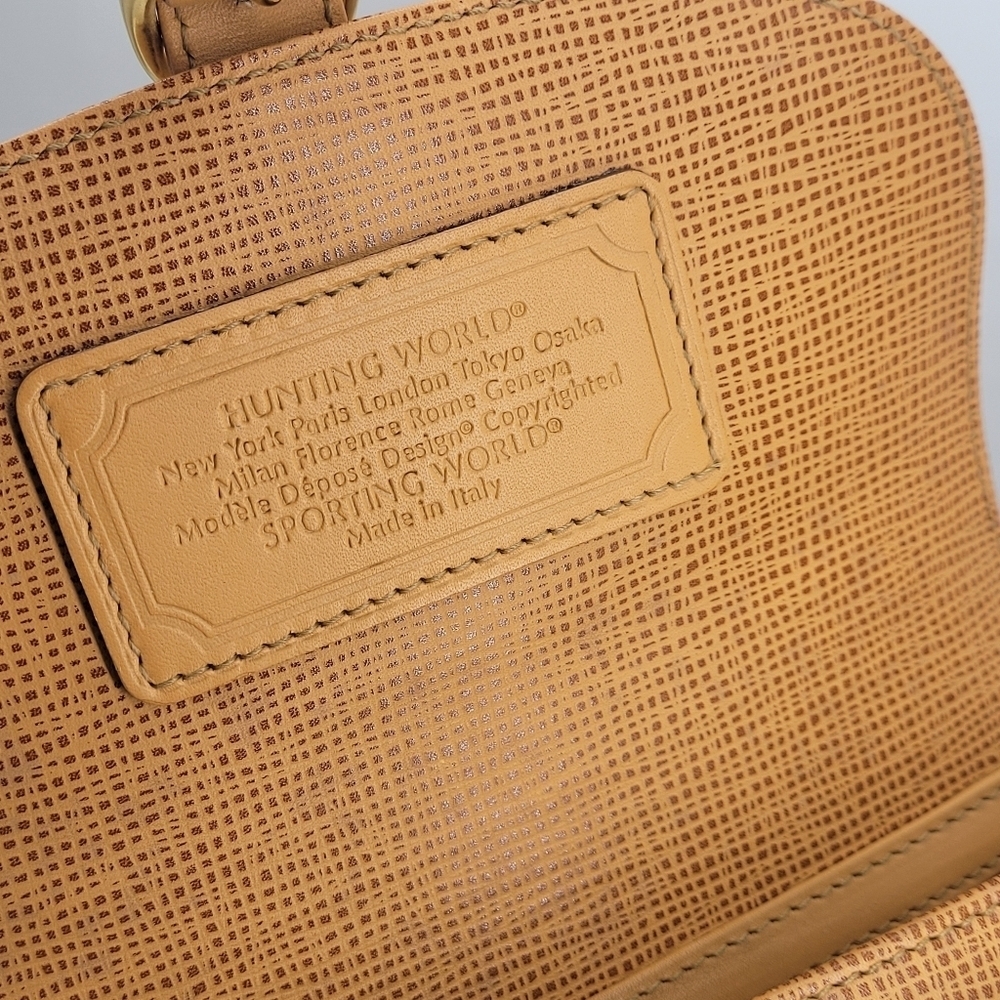 HUNTING WORLD®
New York Paris London Tokyo Osaka
Milan Florence Rome Geneva
Modèle Déposé Design® Copyrighted
SPORTING WORLD®
Made in Italy